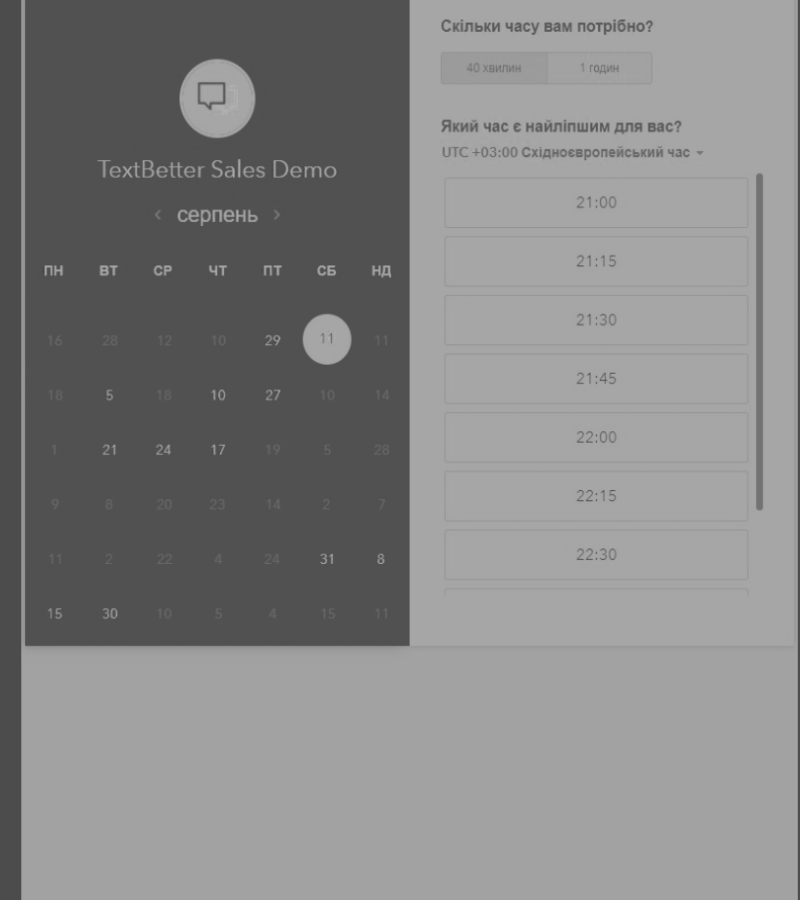 TextBetter Sales Demo
‹ серпень ›
ПН ВТ СР ЧТ ПТ СБ НД
16 28 12 10 29 11 11
18 5 18 10 27 10 14
1 21 24 17 19 5 28
9 8 20 23 14 2 7
11 2 22 4 24 31 8
15 30 10 5 4 15 11
Скільки часу вам потрібно?
40 хвилин 1 годин
Який час є найліпшим для вас?
UTC +03:00 Східноєвропейський час
21:00
21:15
21:30
21:45
22:00
22:15
22:30